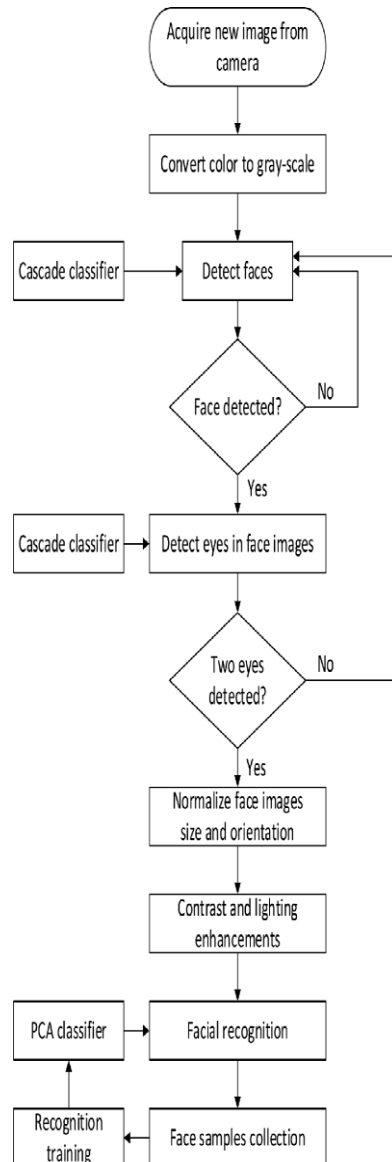 Acquire new image from
camera
Convert color to gray-scale
Cascade classifier
Detect faces
Face detected?
No
Yes
Cascade classifier
Detect eyes in face images
Two eyes
detected?
No
Yes
Normalize face images
size and orientation
Contrast and lighting
enhancements
PCA classifier
Facial recognition
Recognition
training
Face samples collection